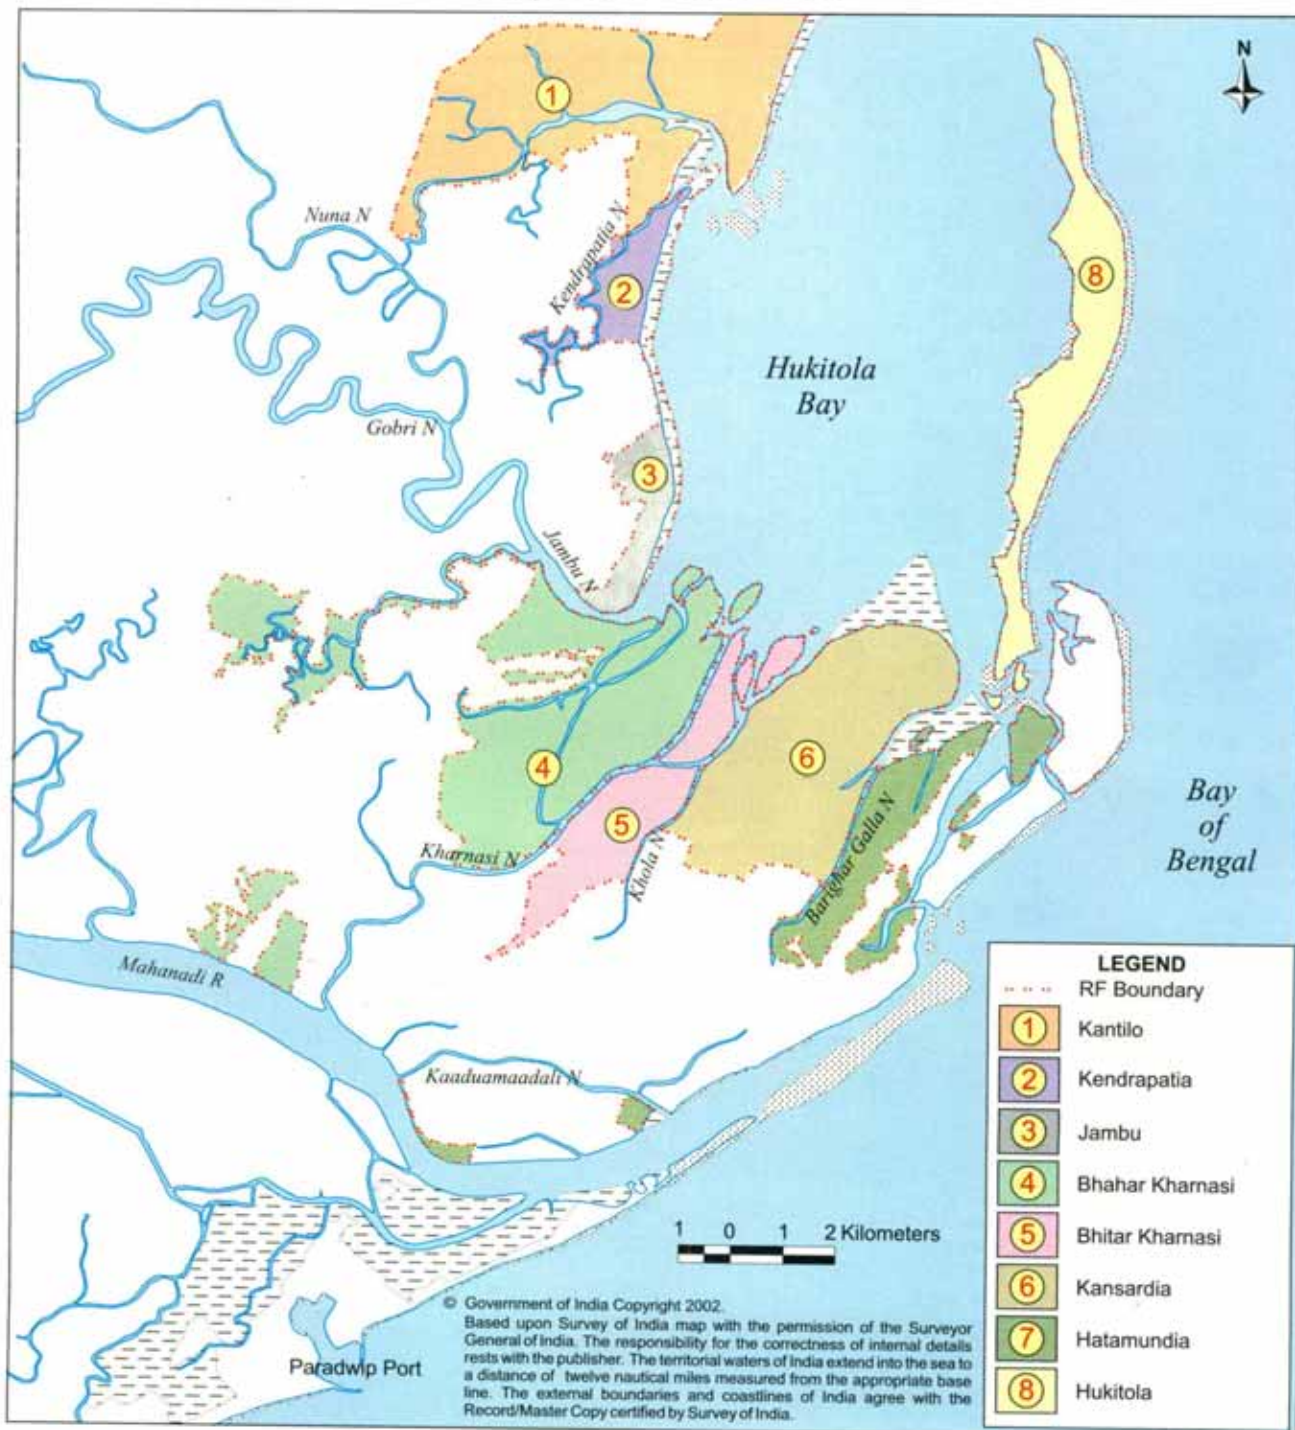 N
1
Nuna N
Kendrapatia N
2
8
Hukitola
Bay
Gobri N
3
Jambu N
4
6
5
Kharnasi N
Khola N
Barighar Galla N
Bay
of
Bengal
Mahanadi R
Kaaduamaadali N
LEGEND
RF Boundary
1 Kantilo
2 Kendrapatia
3 Jambu
4 Bhahar Kharnasi
5 Bhitar Kharnasi
6 Kansardia
7 Hatamundia
8 Hukitola
1 0 1 2 Kilometers
© Government of India Copyright 2002.
Based upon Survey of India map with the permission of the Surveyor
General of India. The responsibility for the correctness of internal details
rests with the publisher. The territorial waters of India extend into the sea to
a distance of twelve nautical miles measured from the appropriate base
line. The external boundaries and coastlines of India agree with the
Record/Master Copy certified by Survey of India.
Paradwip Port